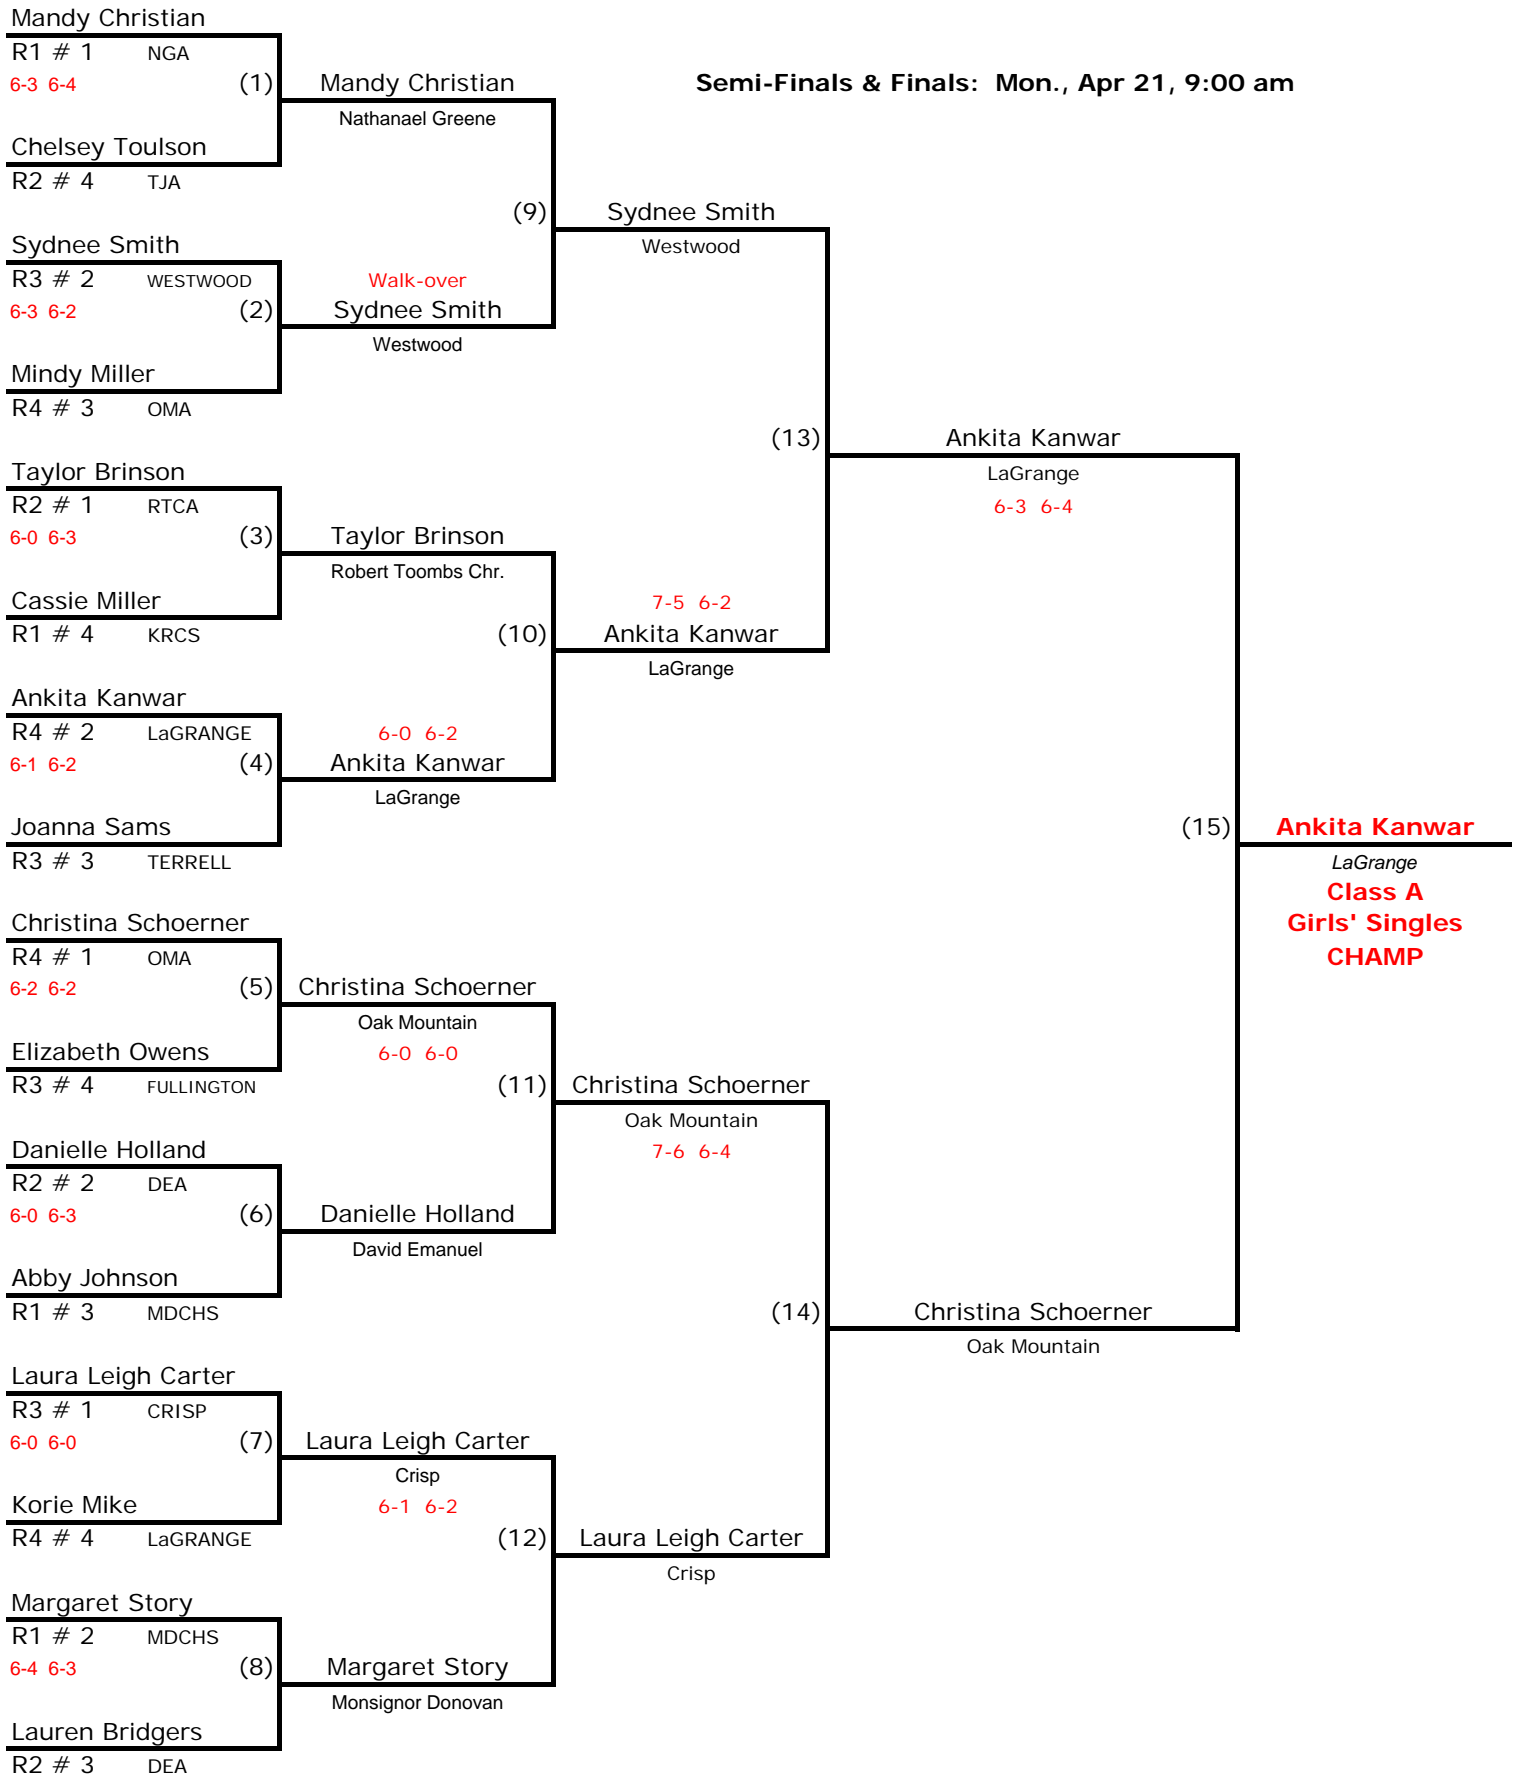 Mandy Christian
R1 # 1 NGA
6-3 6-4 (1)
Chelsey Toulson
R2 # 4 TJA
Sydnee Smith
R3 # 2 WESTWOOD
6-3 6-2 (2)
Mindy Miller
R4 # 3 OMA
Taylor Brinson
R2 # 1 RTCA
6-0 6-3 (3)
Cassie Miller
R1 # 4 KRCS
Ankita Kanwar
R4 # 2 LaGRANGE
6-1 6-2 (4)
Joanna Sams
R3 # 3 TERRELL
Christina Schoerner
R4 # 1 OMA
6-2 6-2 (5)
Elizabeth Owens
R3 # 4 FULLINGTON
Danielle Holland
R2 # 2 DEA
6-0 6-3 (6)
Abby Johnson
R1 # 3 MDCHS
Laura Leigh Carter
R3 # 1 CRISP
6-0 6-0 (7)
Korie Mike
R4 # 4 LaGRANGE
Margaret Story
R1 # 2 MDCHS
6-4 6-3 (8)
Lauren Bridgers
R2 # 3 DEA
Mandy Christian
Nathanael Greene
(9)
Walk-over
Sydnee Smith
Westwood
Taylor Brinson
Robert Toombs Chr.
(10)
6-0 6-2
Ankita Kanwar
LaGrange
Christina Schoerner
Oak Mountain
6-0 6-0
(11)
Danielle Holland
David Emanuel
Laura Leigh Carter
Crisp
6-1 6-2
(12)
Margaret Story
Monsignor Donovan
Semi-Finals & Finals: Mon., Apr 21, 9:00 am
Sydnee Smith
Westwood
(13)
7-5 6-2
Ankita Kanwar
LaGrange
Christina Schoerner
Oak Mountain
7-6 6-4
(14)
Laura Leigh Carter
Crisp
Ankita Kanwar
LaGrange
6-3 6-4
(15)
Christina Schoerner
Oak Mountain
Ankita Kanwar
LaGrange
Class A
Girls' Singles
CHAMP